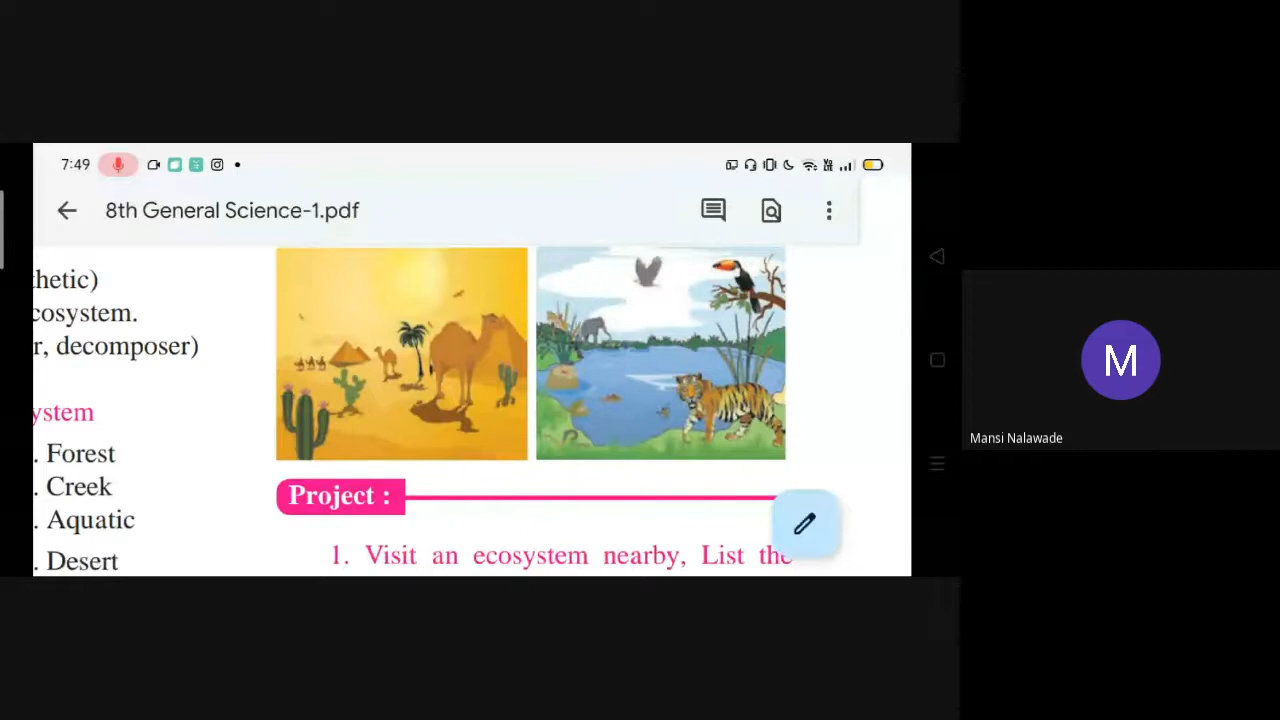 7:49
8th General Science-1.pdf
thetic)
cosystem.
r, decomposer)
ystem
. Forest
. Creek
. Aquatic
. Desert
Project :
1. Visit an ecosystem nearby, List the
M
Mansi Nalawade